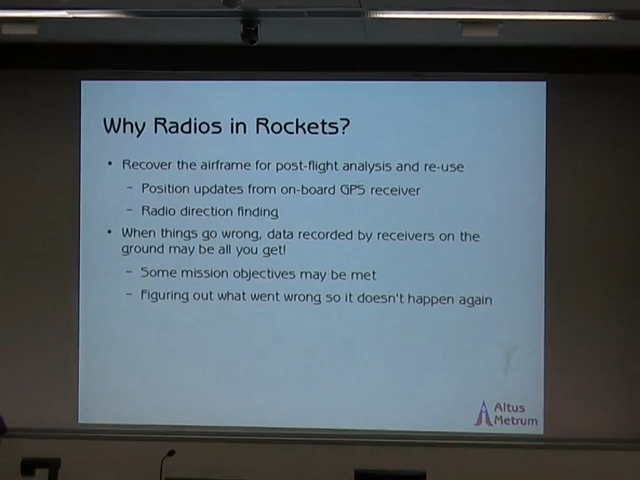 Why Radios in Rockets?
• Recover the airframe for post-flight analysis and re-use
– Position updates from on-board GPS receiver
– Radio direction finding
• When things go wrong, data recorded by receivers on the
ground may be all you get!
– Some mission objectives may be met
– Figuring out what went wrong so it doesn't happen again
Altus
Metrum